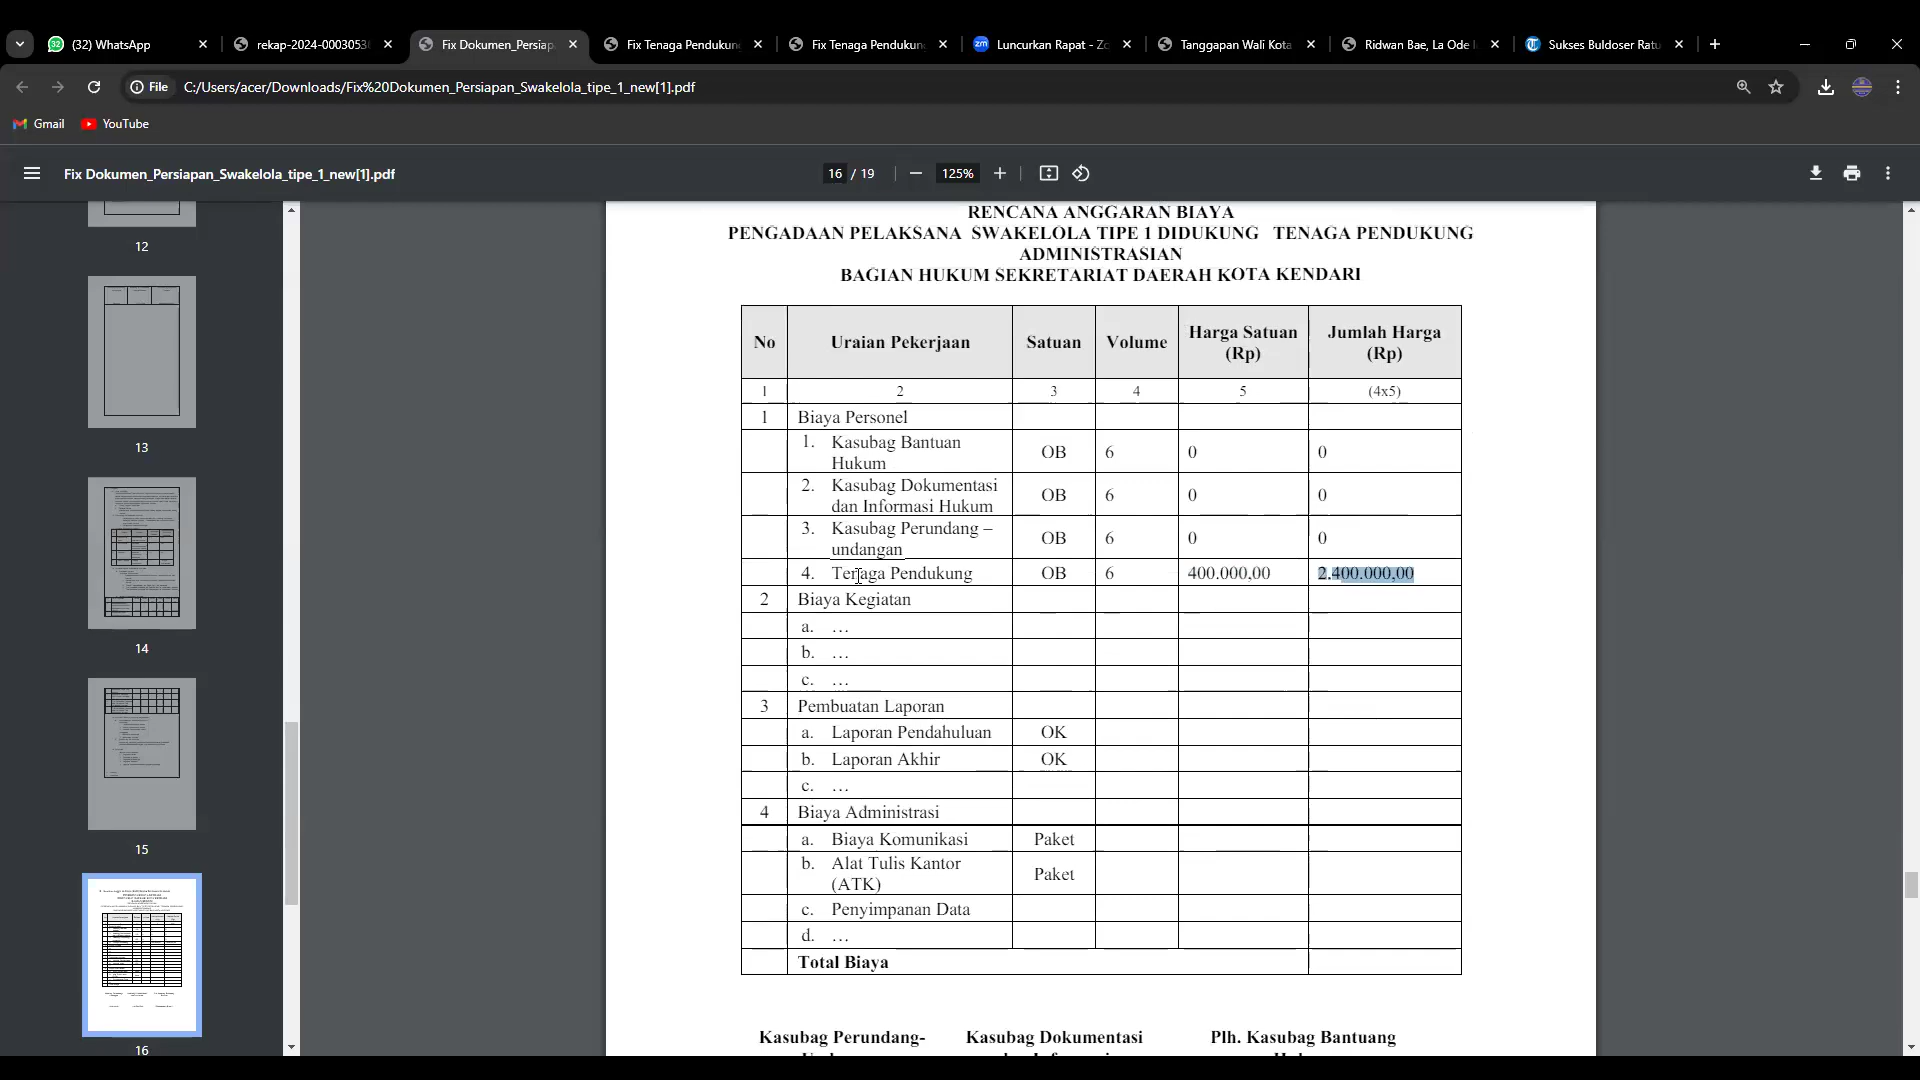 (32) WhatsApp
rekap-2024-0003053
Fix Dokumen_Persiap
Fix Tenaga Pendukun
Fix Tenaga Pendukun
Luncurkan Rapat - Zo
Tanggapan Wali Kota
Ridwan Bae, La Ode
Sukses Buldoser Ratu
File C:/Users/acer/Downloads/Fix%20Dokumen_Persiapan_Swakelola_tipe_1_new[1].pdf
Gmail YouTube
Fix Dokumen_Persiapan_Swakelola_tipe_1_new[1].pdf 16 / 19 125%
12
13
14
15
16
RENCANA ANGGARAN BIAYA
PENGADAAN PELAKSANA SWAKELOLA TIPE 1 DIDUKUNG TENAGA PENDUKUNG
ADMINISTRASIAN
BAGIAN HUKUM SEKRETARIAT DAERAH KOTA KENDARI
No Uraian Pekerjaan Satuan Volume Harga Satuan (Rp) Jumlah Harga (Rp)
1 2 3 4 5 (4x5)
1 Biaya Personel
1. Kasubag Bantuan Hukum OB 6 0 0
2. Kasubag Dokumentasi dan Informasi Hukum OB 6 0 0
3. Kasubag Perundang – undangan OB 6 0 0
4. Tenaga Pendukung OB 6 400.000,00 2.400.000,00
2 Biaya Kegiatan
a. …
b. …
c. …
3 Pembuatan Laporan
a. Laporan Pendahuluan OK
b. Laporan Akhir OK
c. …
4 Biaya Administrasi
a. Biaya Komunikasi Paket
b. Alat Tulis Kantor (ATK) Paket
c. Penyimpanan Data
d. …
Total Biaya
Kasubag Perundang- Kasubag Dokumentasi Plh. Kasubag Bantuang